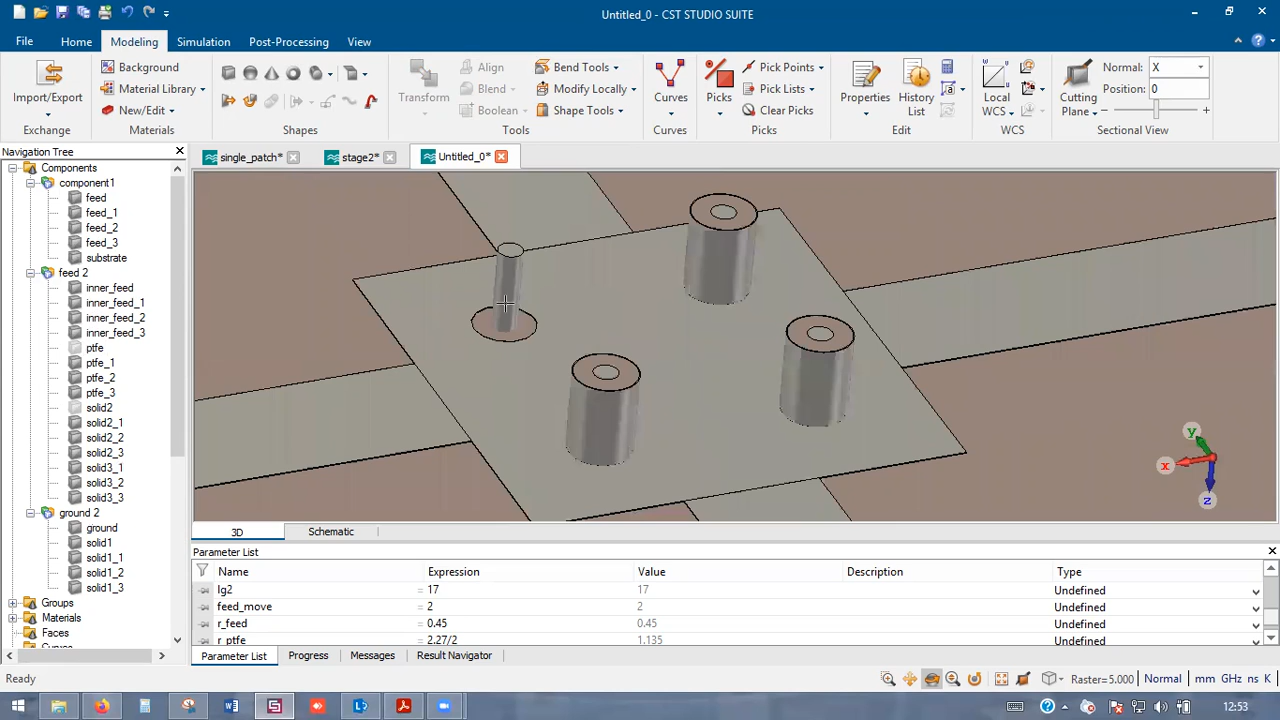 Untitled_0 - CST STUDIO SUITE
File Home Modeling Simulation Post-Processing View
Import/Export
Exchange
Background
Material Library
New/Edit
Materials
Shapes
Transform
Align
Blend
Boolean
Bend Tools
Modify Locally
Shape Tools
Tools
Curves
Curves
Picks
Pick Points
Pick Lists
Clear Picks
Picks
Properties
History
List
Edit
Local
WCS
WCS
Cutting
Plane
Normal: X
Position: 0
Sectional View
Navigation Tree
single_patch* stage2* Untitled_0*
Components
component1
feed
feed_1
feed_2
feed_3
substrate
feed 2
inner_feed
inner_feed_1
inner_feed_2
inner_feed_3
ptfe
ptfe_1
ptfe_2
ptfe_3
solid2
solid2_1
solid2_2
solid2_3
solid3_1
solid3_2
solid3_3
ground 2
ground
solid1
solid1_1
solid1_2
solid1_3
Groups
Materials
Faces
y
x
z
3D Schematic
Parameter List
Name Expression Value Description Type
lg2 = 17 17 Undefined
feed_move = 2 2 Undefined
r_feed = 0.45 0.45 Undefined
r_ptfe = 2.27/2 1.135 Undefined
Parameter List Progress Messages Result Navigator
Ready
Raster=5.000 Normal mm GHz ns K
12:53